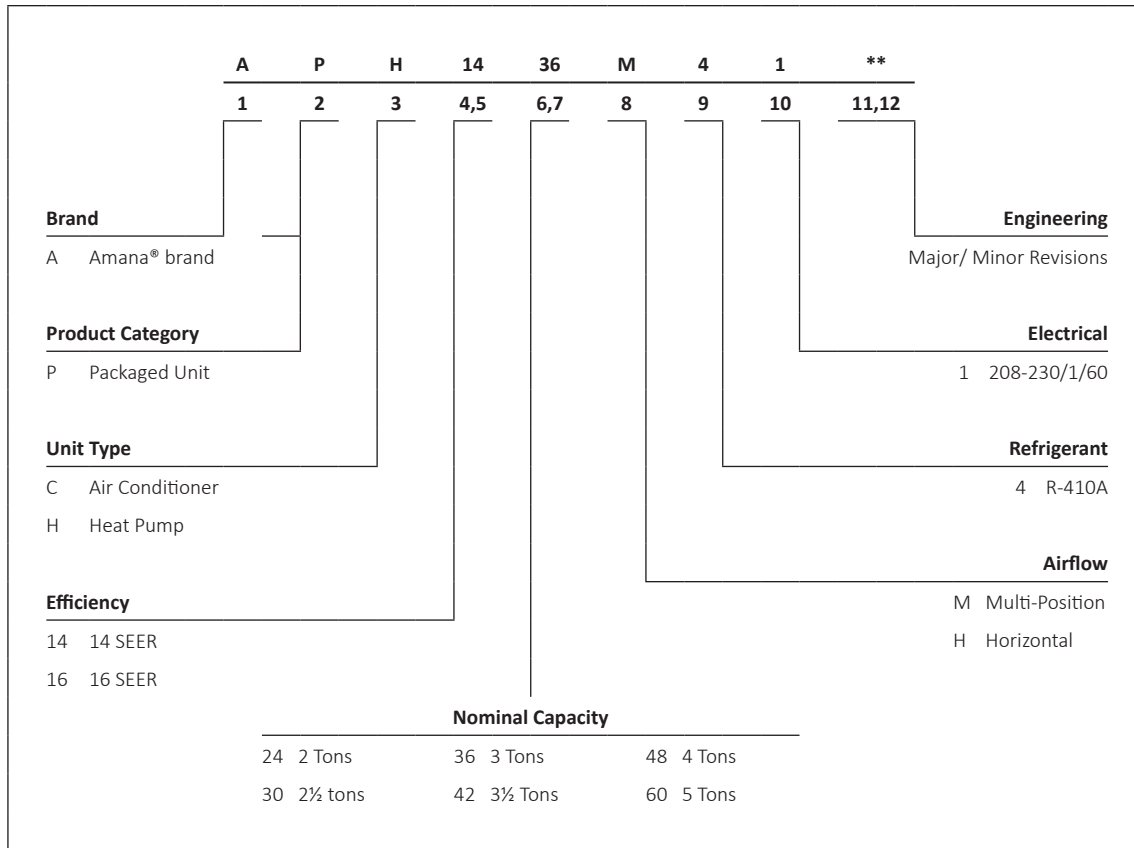 A P H 14 36 M 4 1 **
1 2 3 4,5 6,7 8 9 10 11,12
Brand Engineering
A Amana® brand Major/ Minor Revisions
Product Category Electrical
P Packaged Unit 1 208-230/1/60
Unit Type Refrigerant
C Air Conditioner 4 R-410A
H Heat Pump
Airflow
Efficiency M Multi-Position
14 14 SEER H Horizontal
16 16 SEER
Nominal Capacity
24 2 Tons 36 3 Tons 48 4 Tons
30 2½ tons 42 3½ Tons 60 5 Tons